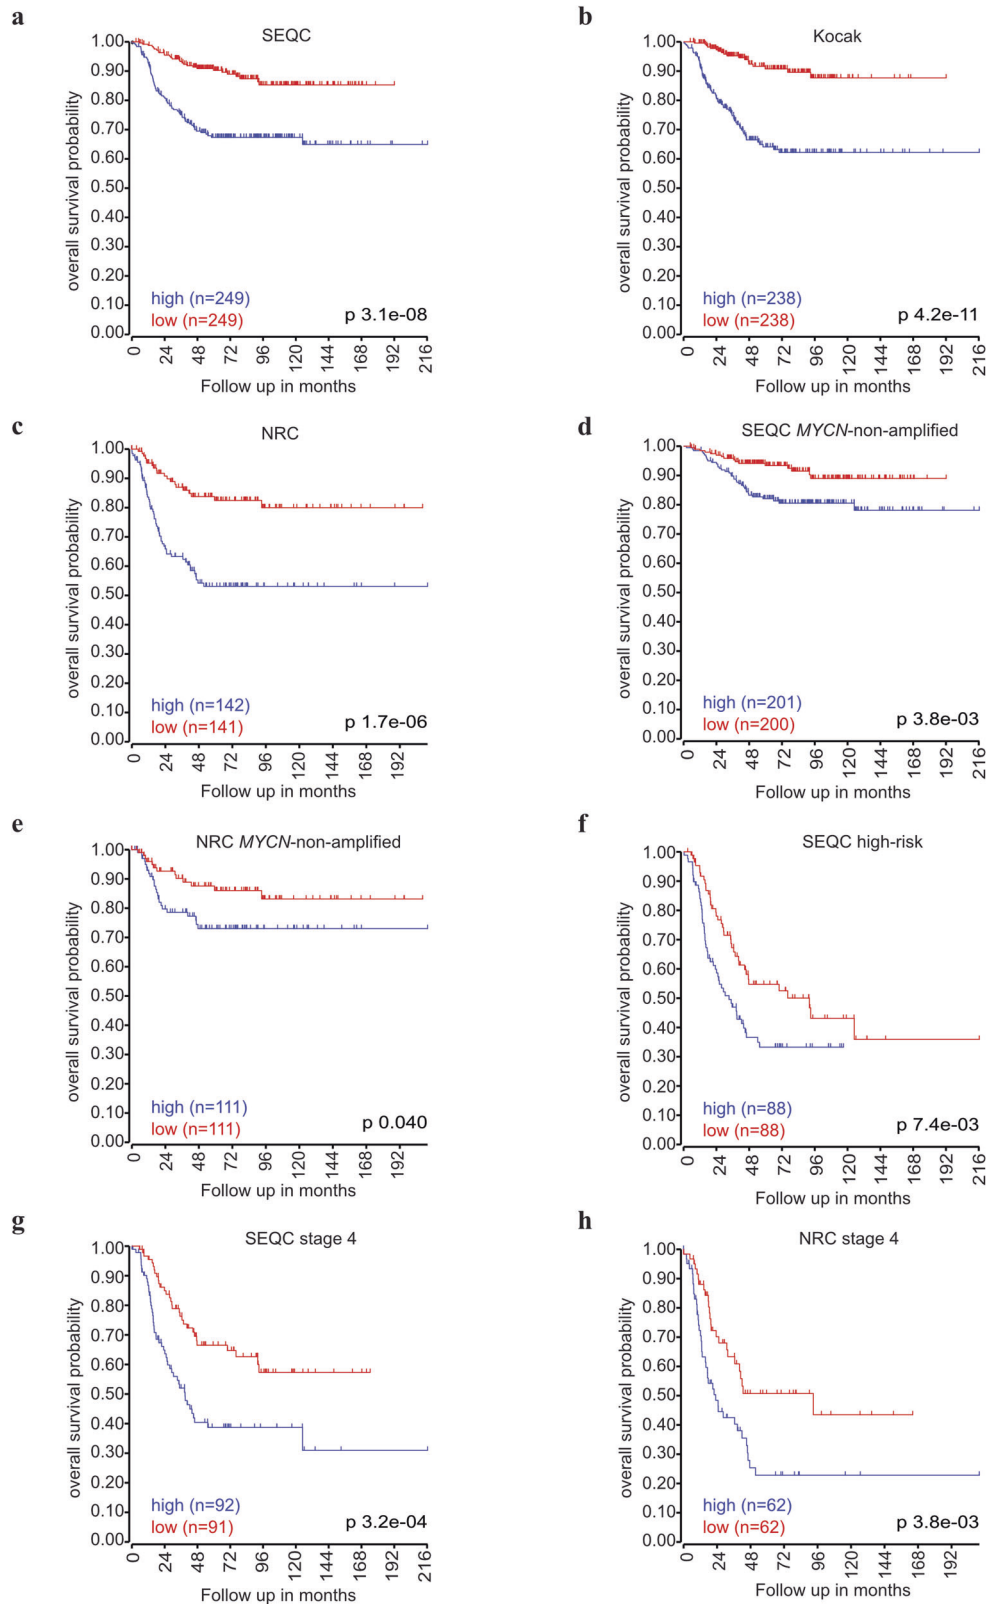 a
SEQC
overall survival probability
1.00
0.90
0.80
0.70
0.60
0.50
0.40
0.30
0.20
0.10
0.00
high (n=249)
low (n=249)
p 3.1e-08
0 24 48 72 96 120 144 168 192 216
Follow up in months
b
Kocak
overall survival probability
1.00
0.90
0.80
0.70
0.60
0.50
0.40
0.30
0.20
0.10
0.00
high (n=238)
low (n=238)
p 4.2e-11
0 24 48 72 96 120 144 168 192 216
Follow up in months
c
NRC
overall survival probability
1.00
0.90
0.80
0.70
0.60
0.50
0.40
0.30
0.20
0.10
0.00
high (n=142)
low (n=141)
p 1.7e-06
0 24 48 72 96 120 144 168 192
Follow up in months
d
SEQC MYCN-non-amplified
overall survival probability
1.00
0.90
0.80
0.70
0.60
0.50
0.40
0.30
0.20
0.10
0.00
high (n=201)
low (n=200)
p 3.8e-03
0 24 48 72 96 120 144 168 192 216
Follow up in months
e
NRC MYCN-non-amplified
overall survival probability
1.00
0.90
0.80
0.70
0.60
0.50
0.40
0.30
0.20
0.10
0.00
high (n=111)
low (n=111)
p 0.040
0 24 48 72 96 120 144 168 192
Follow up in months
f
SEQC high-risk
overall survival probability
1.00
0.90
0.80
0.70
0.60
0.50
0.40
0.30
0.20
0.10
0.00
high (n=88)
low (n=88)
p 7.4e-03
0 24 48 72 96 120 144 168 192 216
Follow up in months
g
SEQC stage 4
overall survival probability
1.00
0.90
0.80
0.70
0.60
0.50
0.40
0.30
0.20
0.10
0.00
high (n=92)
low (n=91)
p 3.2e-04
0 24 48 72 96 120 144 168 192 216
Follow up in months
h
NRC stage 4
overall survival probability
1.00
0.90
0.80
0.70
0.60
0.50
0.40
0.30
0.20
0.10
0.00
high (n=62)
low (n=62)
p 3.8e-03
0 24 48 72 96 120 144 168 192
Follow up in months